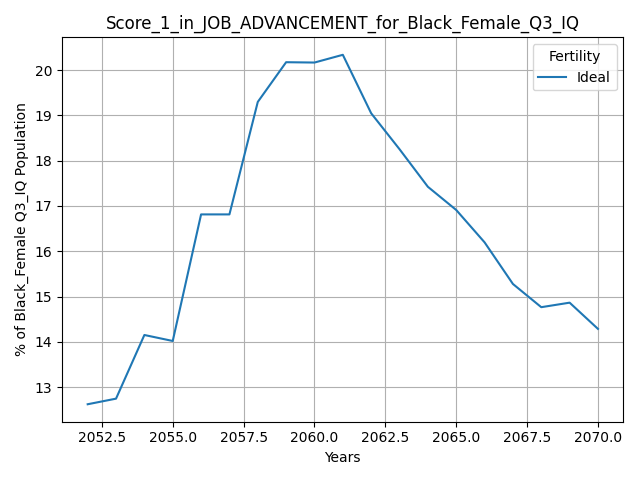 Score_1_in_JOB_ADVANCEMENT_for_Black_Female_Q3_IQ
Fertility
Ideal
% of Black_Female Q3_IQ Population
20
19
18
17
16
15
14
13
2052.5 2055.0 2057.5 2060.0 2062.5 2065.0 2067.5 2070.0
Years